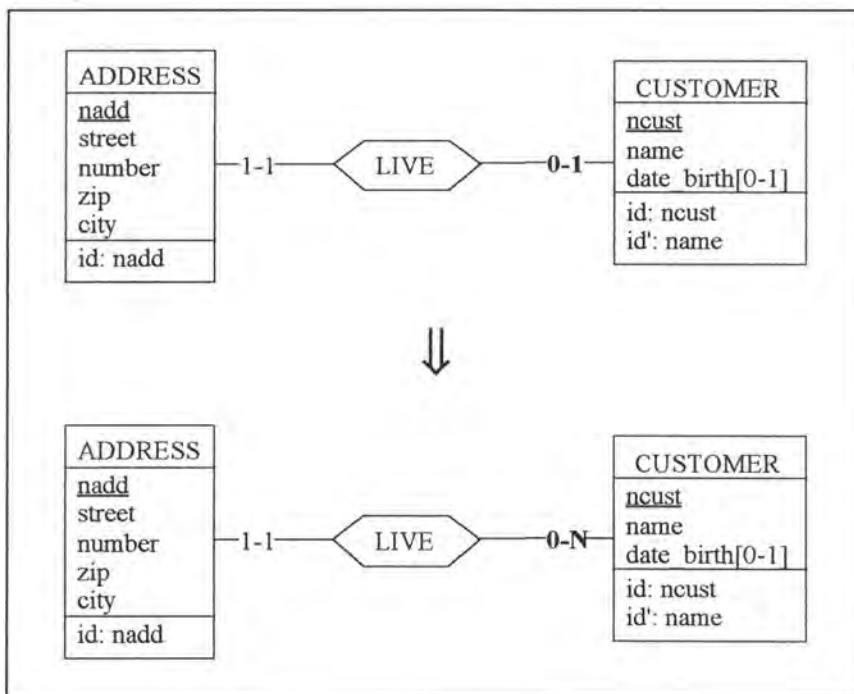 ADDRESS
nadd
street
number
zip
city
id: nadd
1-1
LIVE
0-1
CUSTOMER
ncust
name
date_birth[0-1]
id: ncust
id': name
⇓
ADDRESS
nadd
street
number
zip
city
id: nadd
1-1
LIVE
0-N
CUSTOMER
ncust
name
date_birth[0-1]
id: ncust
id': name